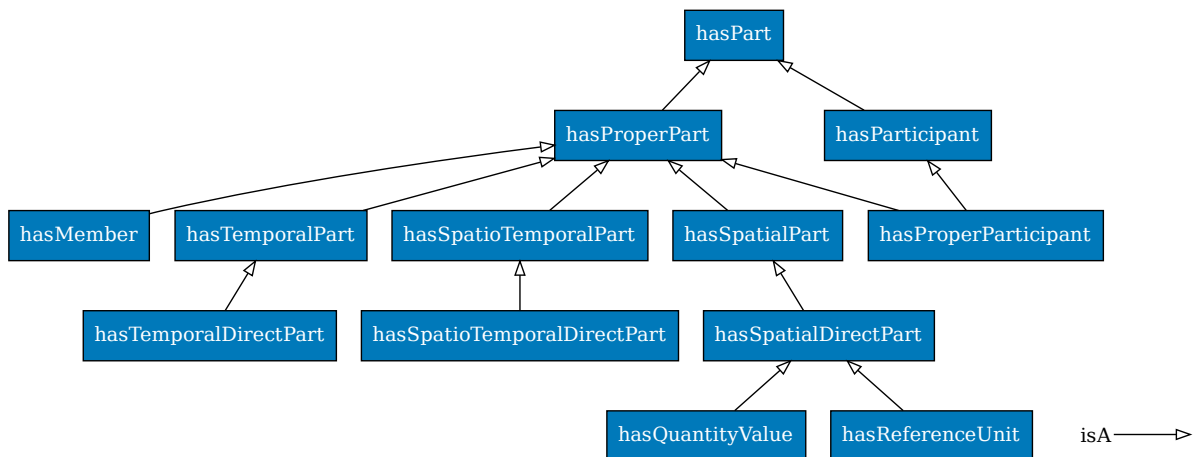 hasPart
hasProperPart
hasParticipant
hasMember
hasTemporalPart
hasSpatioTemporalPart
hasSpatialPart
hasProperParticipant
hasTemporalDirectPart
hasSpatioTemporalDirectPart
hasSpatialDirectPart
hasQuantityValue
hasReferenceUnit
isA